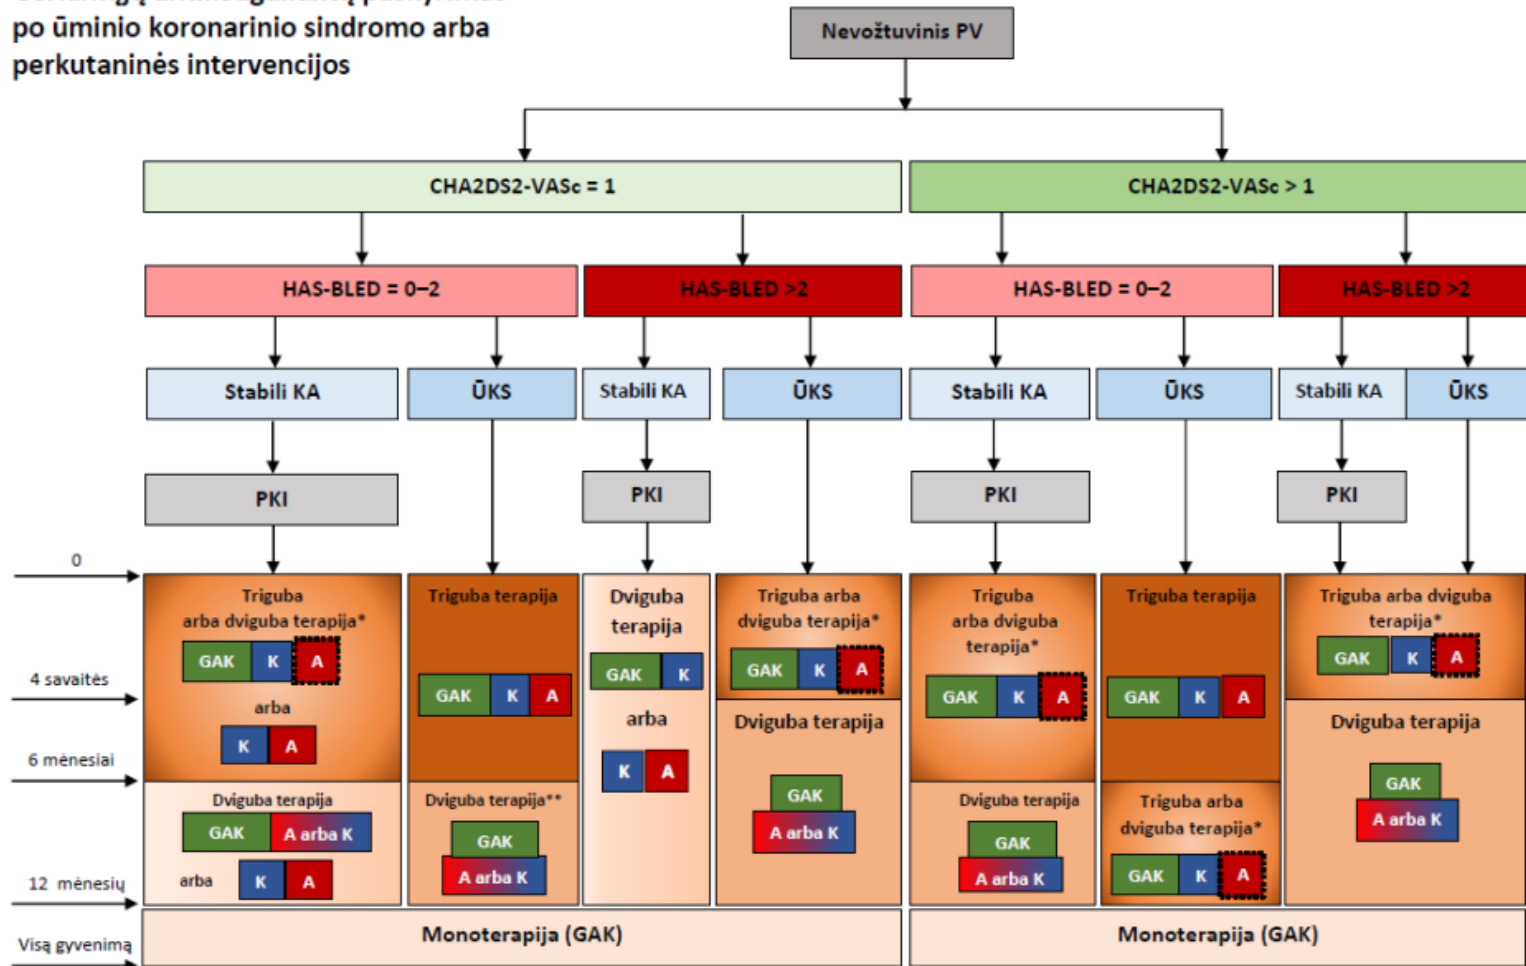 po ūminio koronarinio sindromo arba
perkutaninės intervencijos
Nevožtuvinis PV
CHA2DS2-VASc = 1
CHA2DS2-VASc > 1
HAS-BLED = 0–2
HAS-BLED >2
HAS-BLED = 0–2
HAS-BLED >2
Stabili KA
ŪKS
Stabili KA
ŪKS
Stabili KA
ŪKS
Stabili KA
ŪKS
PKI
PKI
PKI
PKI
0
4 savaitės
6 mėnesiai
12 mėnesių
Visą gyvenimą
Triguba
arba dviguba terapija*
GAK K A
arba
K A
Dviguba terapija
GAK A arba K
arba K A
Triguba terapija
GAK K A
Dviguba terapija**
GAK
A arba K
Dviguba
terapija
GAK K
arba
K A
Triguba arba
dviguba terapija*
GAK K A
Dviguba terapija
GAK
A arba K
Triguba
arba dviguba
terapija*
GAK K A
Dviguba terapija
GAK
A arba K
Triguba terapija
GAK K A
Triguba arba
dviguba terapija*
GAK K A
Triguba arba dviguba
terapija*
GAK K A
Dviguba terapija
GAK
A arba K
Monoterapija (GAK)
Monoterapija (GAK)